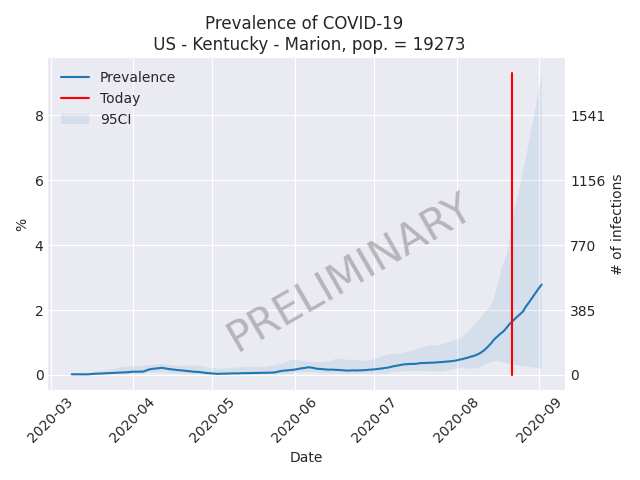 Prevalence of COVID-19
US - Kentucky - Marion, pop. = 19273
Prevalence
Today
95CI
%
8
6
4
2
0
1541
1156
770
385
0
# of infections
PRELIMINARY
2020-03
2020-04
2020-05
2020-06
2020-07
2020-08
2020-09
Date